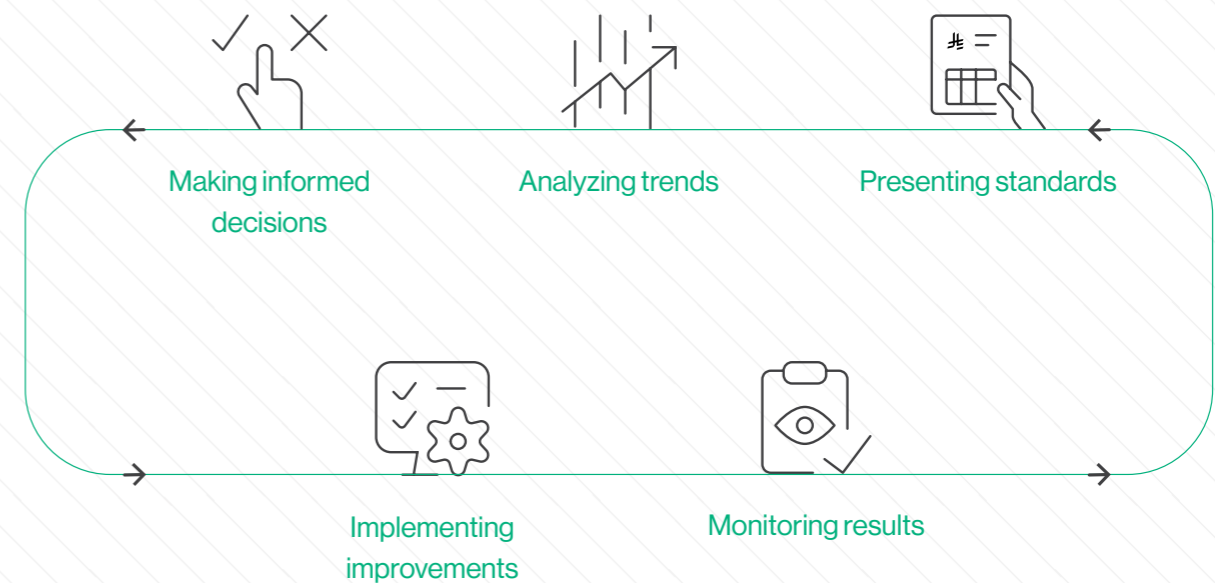 Making informed
decisions
Analyzing trends
Presenting standards
Implementing
improvements
Monitoring results